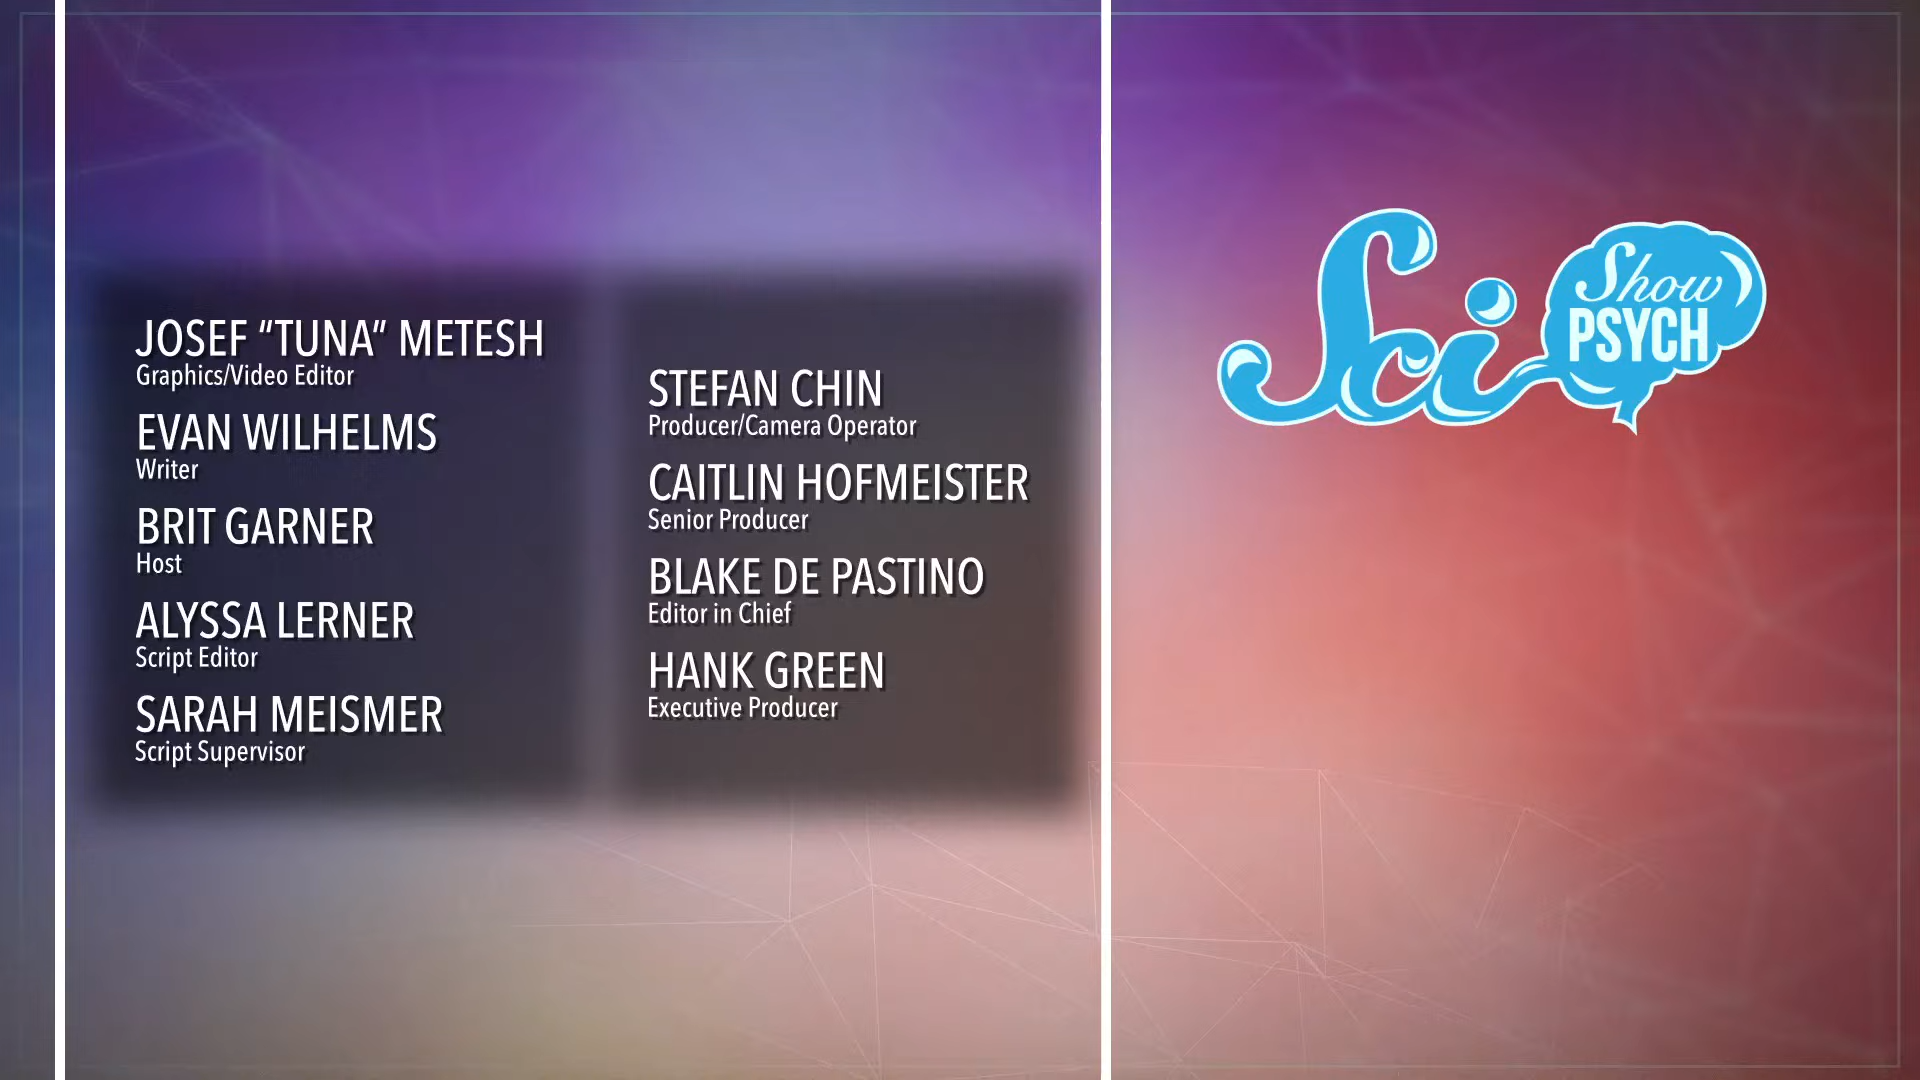 JOSEF “TUNA” METESH
Graphics/Video Editor
EVAN WILHELMS
Writer
BRIT GARNER
Host
ALYSSA LERNER
Script Editor
SARAH MEISMER
Script Supervisor
STEFAN CHIN
Producer/Camera Operator
CAITLIN HOFMEISTER
Senior Producer
BLAKE DE PASTINO
Editor in Chief
HANK GREEN
Executive Producer
Sci Show
PSYCH